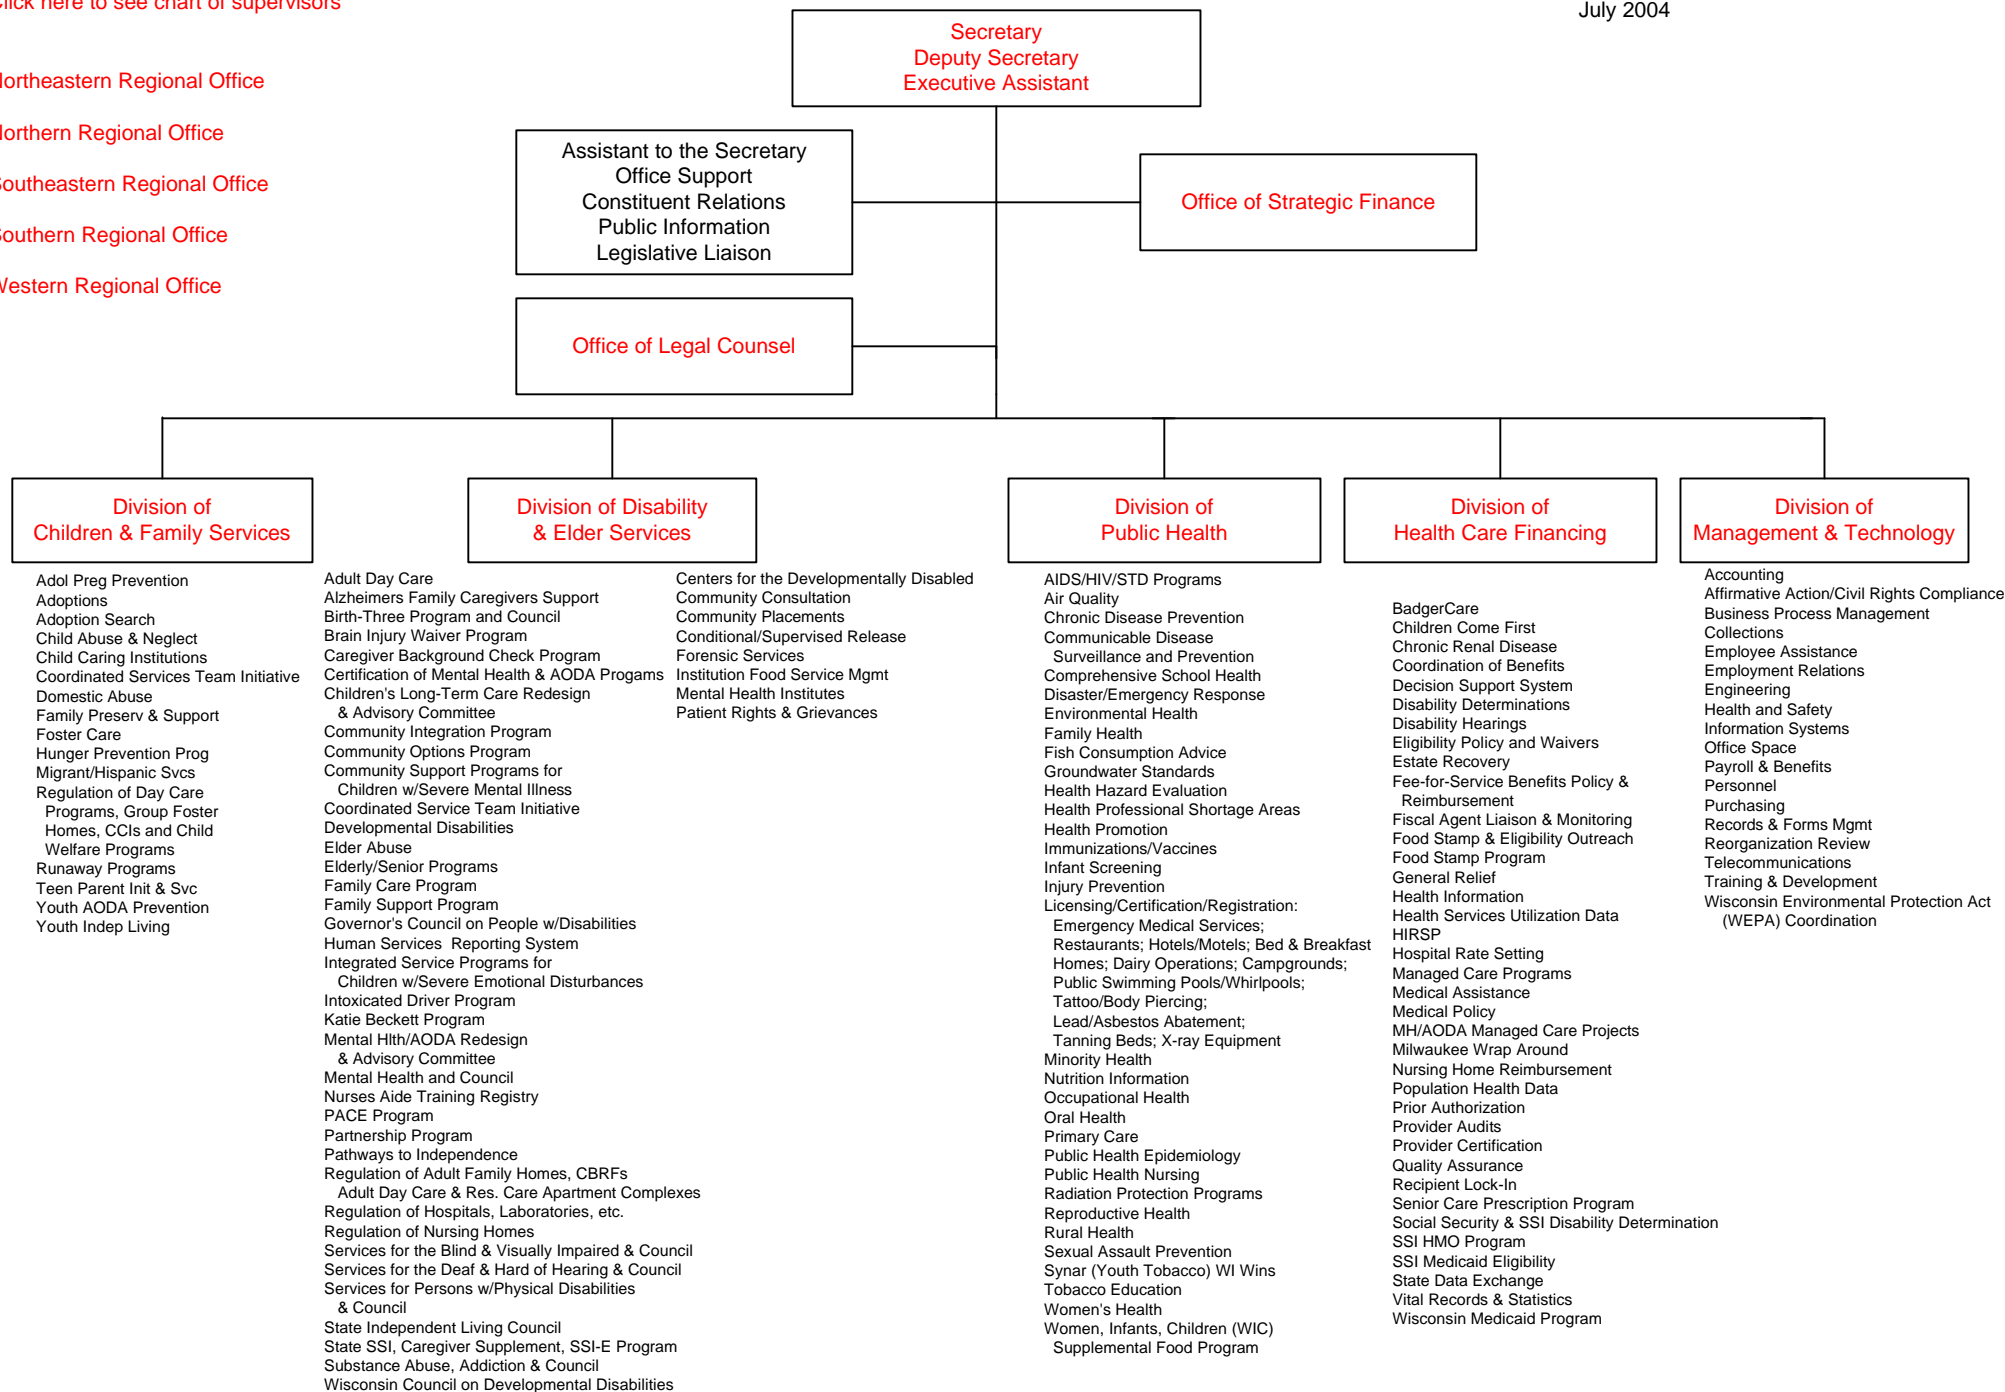 Click here to see chart of supervisors
July 2004
Northeastern Regional Office
Northern Regional Office
Southeastern Regional Office
Southern Regional Office
Western Regional Office
Secretary
Deputy Secretary
Executive Assistant
Assistant to the Secretary
Office Support
Constituent Relations
Public Information
Legislative Liaison
Office of Strategic Finance
Office of Legal Counsel
Division of
Children & Family Services
Adol Preg Prevention
Adoptions
Adoption Search
Child Abuse & Neglect
Child Caring Institutions
Coordinated Services Team Initiative
Domestic Abuse
Family Preserv & Support
Foster Care
Hunger Prevention Prog
Migrant/Hispanic Svcs
Regulation of Day Care
Programs, Group Foster
Homes, CCIs and Child
Welfare Programs
Runaway Programs
Teen Parent Init & Svc
Youth AODA Prevention
Youth Indep Living
Division of Disability
& Elder Services
Adult Day Care
Alzheimers Family Caregivers Support
Birth-Three Program and Council
Brain Injury Waiver Program
Caregiver Background Check Program
Certification of Mental Health & AODA Progams
Children's Long-Term Care Redesign
& Advisory Committee
Community Integration Program
Community Options Program
Community Support Programs for
Children w/Severe Mental Illness
Coordinated Service Team Initiative
Developmental Disabilities
Elder Abuse
Elderly/Senior Programs
Family Care Program
Family Support Program
Governor's Council on People w/Disabilities
Human Services  Reporting System
Integrated Service Programs for
Children w/Severe Emotional Disturbances
Intoxicated Driver Program
Katie Beckett Program
Mental Hlth/AODA Redesign
& Advisory Committee
Mental Health and Council
Nurses Aide Training Registry
PACE Program
Partnership Program
Pathways to Independence
Regulation of Adult Family Homes, CBRFs
Adult Day Care & Res. Care Apartment Complexes
Regulation of Hospitals, Laboratories, etc.
Regulation of Nursing Homes
Services for the Blind & Visually Impaired & Council
Services for the Deaf & Hard of Hearing & Council
Services for Persons w/Physical Disabilities
& Council
State Independent Living Council
State SSI, Caregiver Supplement, SSI-E Program
Substance Abuse, Addiction & Council
Wisconsin Council on Developmental Disabilities
Centers for the Developmentally Disabled
Community Consultation
Community Placements
Conditional/Supervised Release
Forensic Services
Institution Food Service Mgmt
Mental Health Institutes
Patient Rights & Grievances
Division of
Public Health
AIDS/HIV/STD Programs
Air Quality
Chronic Disease Prevention
Communicable Disease
Surveillance and Prevention
Comprehensive School Health
Disaster/Emergency Response
Environmental Health
Family Health
Fish Consumption Advice
Groundwater Standards
Health Hazard Evaluation
Health Professional Shortage Areas
Health Promotion
Immunizations/Vaccines
Infant Screening
Injury Prevention
Licensing/Certification/Registration:
Emergency Medical Services;
Restaurants; Hotels/Motels; Bed & Breakfast
Homes; Dairy Operations; Campgrounds;
Public Swimming Pools/Whirlpools;
Tattoo/Body Piercing;
Lead/Asbestos Abatement;
Tanning Beds; X-ray Equipment
Minority Health
Nutrition Information
Occupational Health
Oral Health
Primary Care
Public Health Epidemiology
Public Health Nursing
Radiation Protection Programs
Reproductive Health
Rural Health
Sexual Assault Prevention
Synar (Youth Tobacco) WI Wins
Tobacco Education
Women's Health
Women, Infants, Children (WIC)
Supplemental Food Program
Division of
Health Care Financing
BadgerCare
Children Come First
Chronic Renal Disease
Coordination of Benefits
Decision Support System
Disability Determinations
Disability Hearings
Eligibility Policy and Waivers
Estate Recovery
Fee-for-Service Benefits Policy &
Reimbursement
Fiscal Agent Liaison & Monitoring
Food Stamp & Eligibility Outreach
Food Stamp Program
General Relief
Health Information
Health Services Utilization Data
HIRSP
Hospital Rate Setting
Managed Care Programs
Medical Assistance
Medical Policy
MH/AODA Managed Care Projects
Milwaukee Wrap Around
Nursing Home Reimbursement
Population Health Data
Prior Authorization
Provider Audits
Provider Certification
Quality Assurance
Recipient Lock-In
Senior Care Prescription Program
Social Security & SSI Disability Determination
SSI HMO Program
SSI Medicaid Eligibility
State Data Exchange
Vital Records & Statistics
Wisconsin Medicaid Program
Division of
Management & Technology
Accounting
Affirmative Action/Civil Rights Compliance
Business Process Management
Collections
Employee Assistance
Employment Relations
Engineering
Health and Safety
Information Systems
Office Space
Payroll & Benefits
Personnel
Purchasing
Records & Forms Mgmt
Reorganization Review
Telecommunications
Training & Development
Wisconsin Environmental Protection Act
(WEPA) Coordination